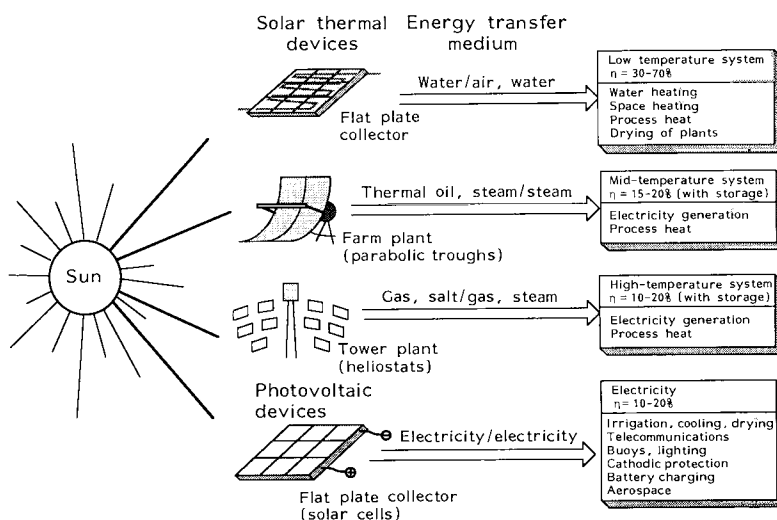 Solar thermal
devices
Energy transfer
medium
Sun
Flat plate
collector
Water/air, water
Low temperature system
η = 30-70%
Water heating
Space heating
Process heat
Drying of plants
Farm plant
(parabolic troughs)
Thermal oil, steam/steam
Mid-temperature system
η = 15-20% (with storage)
Electricity generation
Process heat
Tower plant
(heliostats)
Gas, salt/gas, steam
High-temperature system
η = 10-20% (with storage)
Electricity generation
Process heat
Photovoltaic
devices
Flat plate collector
(solar cells)
Electricity/electricity
Electricity
η = 10-20%
Irrigation, cooling, drying
Telecommunications
Buoys, lighting
Cathodic protection
Battery charging
Aerospace